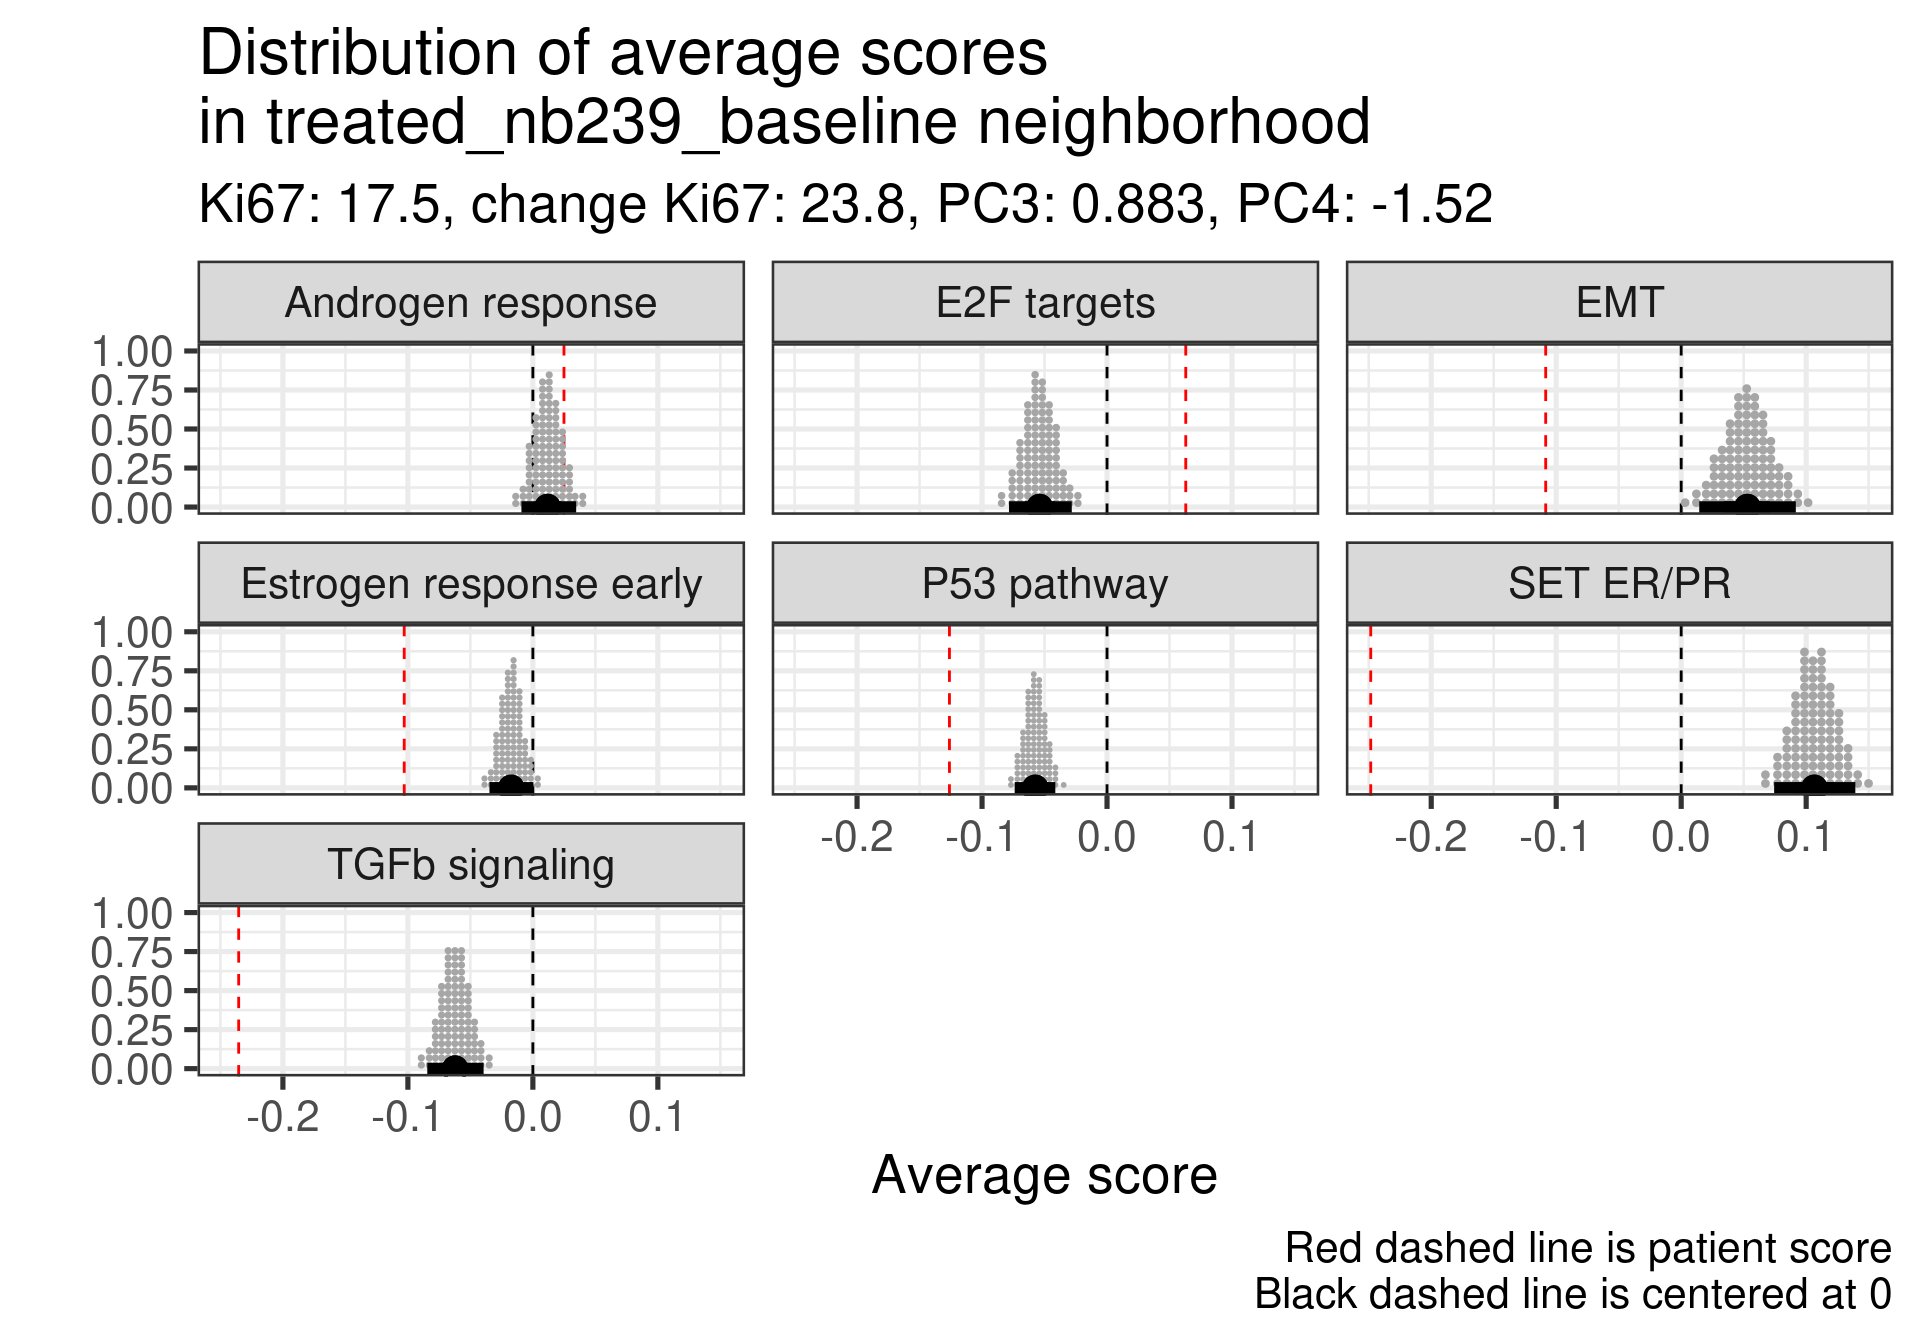 Distribution of average scores
in treated_nb239_baseline neighborhood
Ki67: 17.5, change Ki67: 23.8, PC3: 0.883, PC4: -1.52
Androgen response
E2F targets
EMT
1.00
0.75
0.50
0.25
0.00
Estrogen response early
P53 pathway
SET ER/PR
1.00
0.75
0.50
0.25
0.00
-0.2 -0.1 0.0 0.1
-0.2 -0.1 0.0 0.1
TGFb signaling
1.00
0.75
0.50
0.25
0.00
-0.2 -0.1 0.0 0.1
Average score
Red dashed line is patient score
Black dashed line is centered at 0